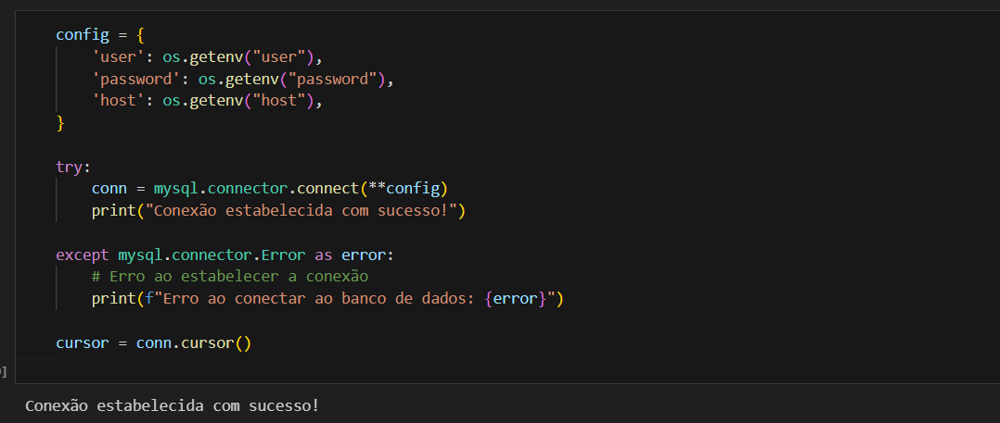 config = {
    'user': os.getenv("user"),
    'password': os.getenv("password"),
    'host': os.getenv("host"),
}
try:
    conn = mysql.connector.connect(**config)
    print("Conexão estabelecida com sucesso!")
except mysql.connector.Error as error:
    # Erro ao estabelecer a conexão
    print(f"Erro ao conectar ao banco de dados: {error}")
cursor = conn.cursor()
]
Conexão estabelecida com sucesso!